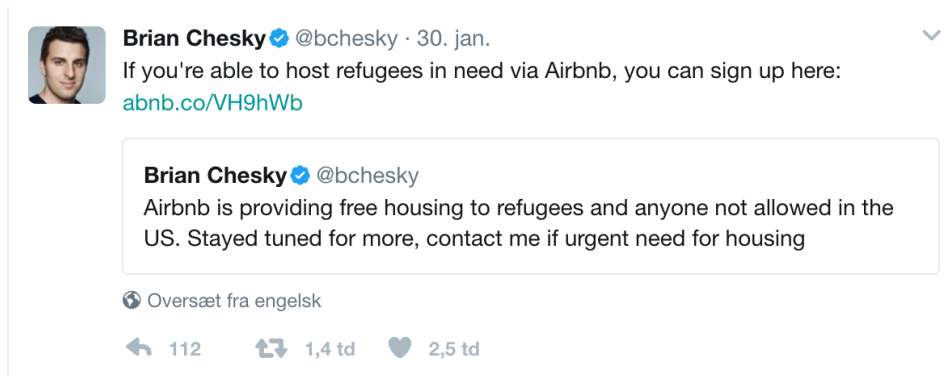 Brian Chesky @bchesky · 30. jan.
If you're able to host refugees in need via Airbnb, you can sign up here:
abnb.co/VH9hWb
Brian Chesky @bchesky
Airbnb is providing free housing to refugees and anyone not allowed in the
US. Stayed tuned for more, contact me if urgent need for housing
Oversæt fra engelsk
112 1,4 td 2,5 td